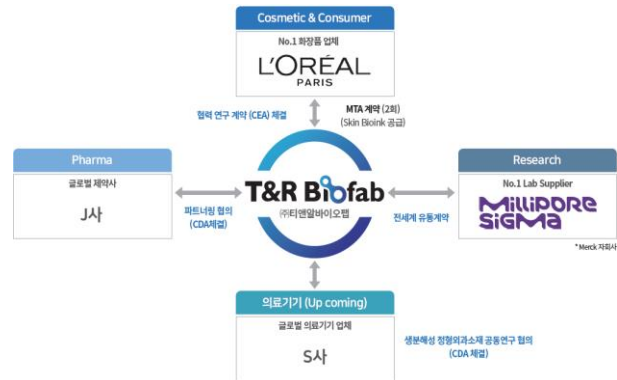 Cosmetic & Consumer
No.1 화장품 업체
L'ORÉAL
PARIS
협력 연구 계약 (CEA) 체결
MTA 계약 (2회)
(Skin Bioink 공급)
Pharma
글로벌 제약사
J사
파트너링 협의
(CDA체결)
T&R Biofab
㈜티앤알바이오팹
전세계 유통계약
Research
No.1 Lab Supplier
MILLIPORE
SIGMA
* Merck 자회사
의료기기 (Up coming)
글로벌 의료기기 업체
S사
생분해성 정형외과소재 공동연구 협의
(CDA 체결)